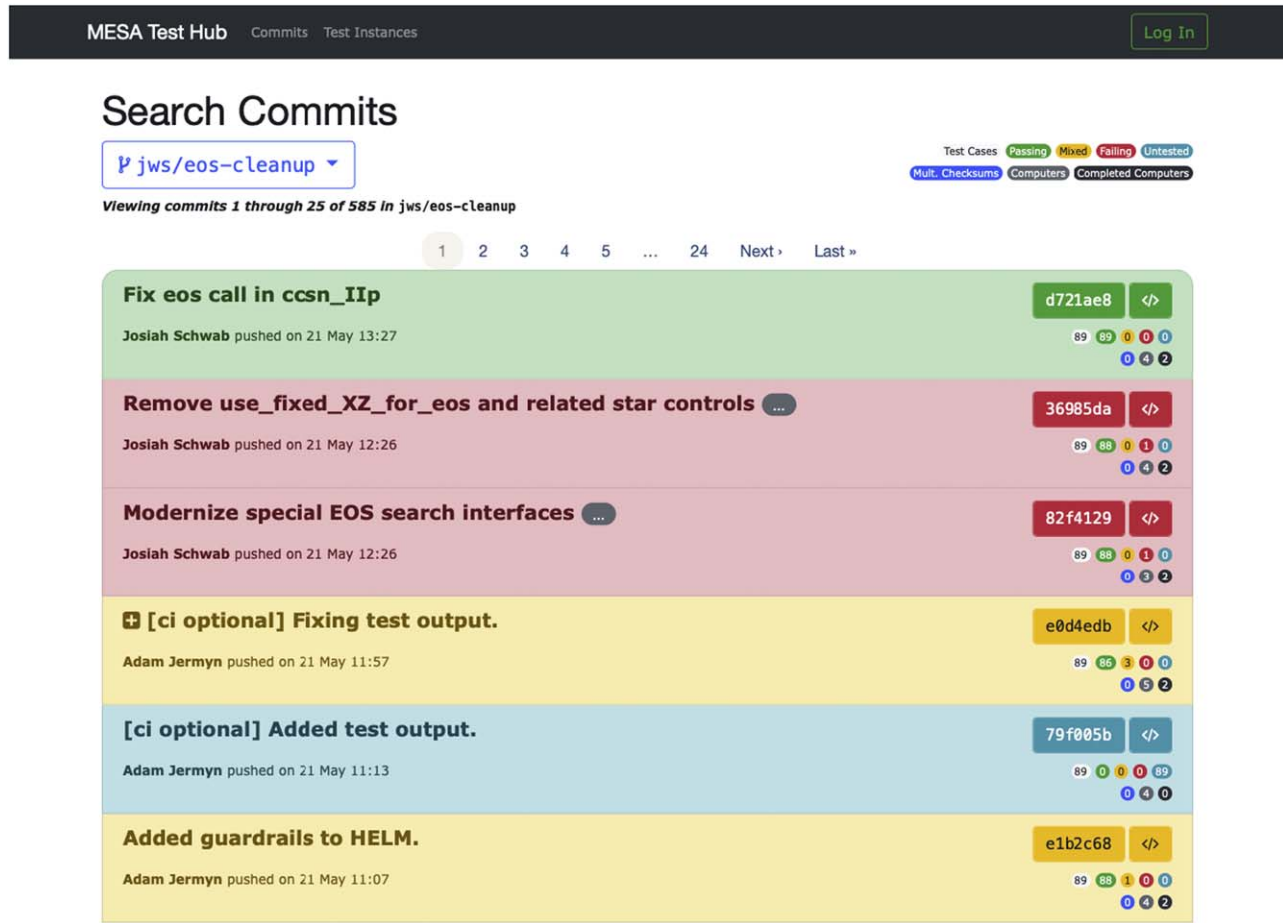 MESA Test Hub Commits Test Instances Log In
Search Commits
jws/eos-cleanup
Test Cases Passing Mixed Failing Untested
Mult. Checksums Computers Completed Computers
Viewing commits 1 through 25 of 585 in jws/eos-cleanup
1 2 3 4 5 ... 24 Next › Last »
Fix eos call in ccsn_IIp
d721ae8 </>
Josiah Schwab pushed on 21 May 13:27
89 89 0 0 0
0 4 2
Remove use_fixed_XZ_for_eos and related star controls ...
36985da </>
Josiah Schwab pushed on 21 May 12:26
89 88 0 1 0
0 4 2
Modernize special EOS search interfaces ...
82f4129 </>
Josiah Schwab pushed on 21 May 12:26
89 88 0 1 0
0 3 2
[ci optional] Fixing test output.
e0d4edb </>
Adam Jermyn pushed on 21 May 11:57
89 86 3 0 0
0 5 2
[ci optional] Added test output.
79f005b </>
Adam Jermyn pushed on 21 May 11:13
89 0 0 0 89
0 4 0
Added guardrails to HELM.
e1b2c68 </>
Adam Jermyn pushed on 21 May 11:07
89 88 1 0 0
0 4 2